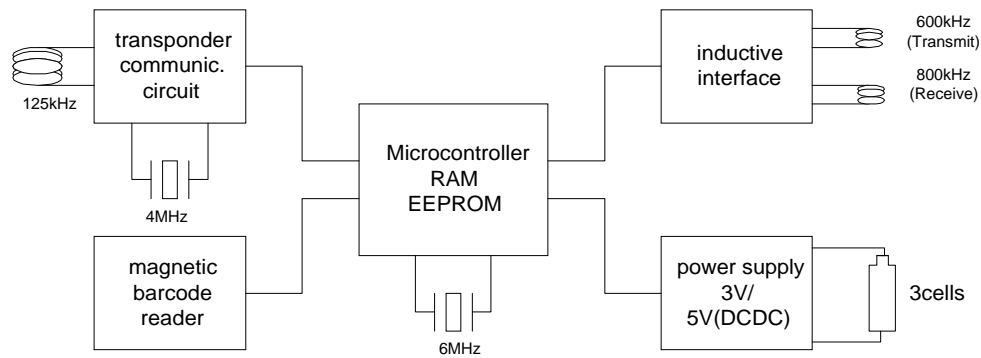 transponder
communic.
circuit
125kHz
4MHz
magnetic
barcode
reader
Microcontroller
RAM
EEPROM
6MHz
inductive
interface
600kHz
(Transmit)
800kHz
(Receive)
power supply
3V/
5V(DCDC)
3cells